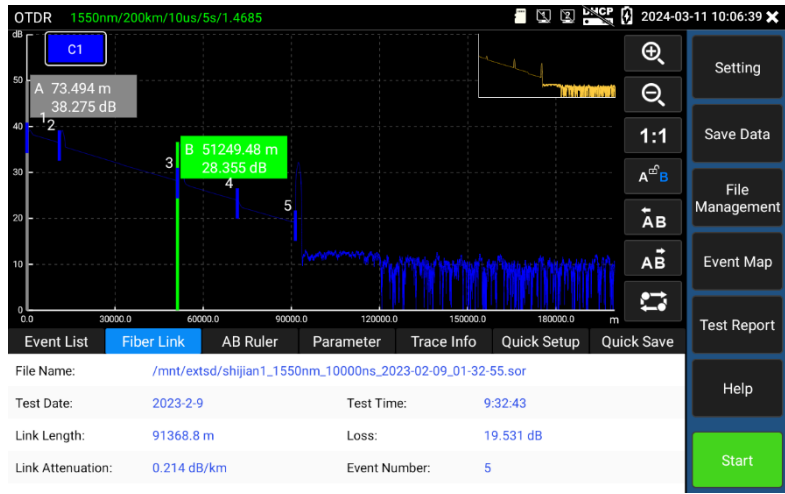 OTDR 1550nm/200km/10us/5s/1.4685 1 2 DHCP 2024-03-11 10:06:39
dB
C1
50
A 73.494 m
38.275 dB
1 2
40
3
B 51249.48 m
28.355 dB
30
4
5
20
10
0
0.0 30000.0 60000.0 90000.0 120000.0 150000.0 180000.0 m
1:1
A B
AB
AB
Setting
Save Data
File
Management
Event Map
Test Report
Help
Start
Event List Fiber Link AB Ruler Parameter Trace Info Quick Setup Quick Save
File Name: /mnt/extsd/shijian1_1550nm_10000ns_2023-02-09_01-32-55.sor
Test Date: 2023-2-9 Test Time: 9:32:43
Link Length: 91368.8 m Loss: 19.531 dB
Link Attenuation: 0.214 dB/km Event Number: 5